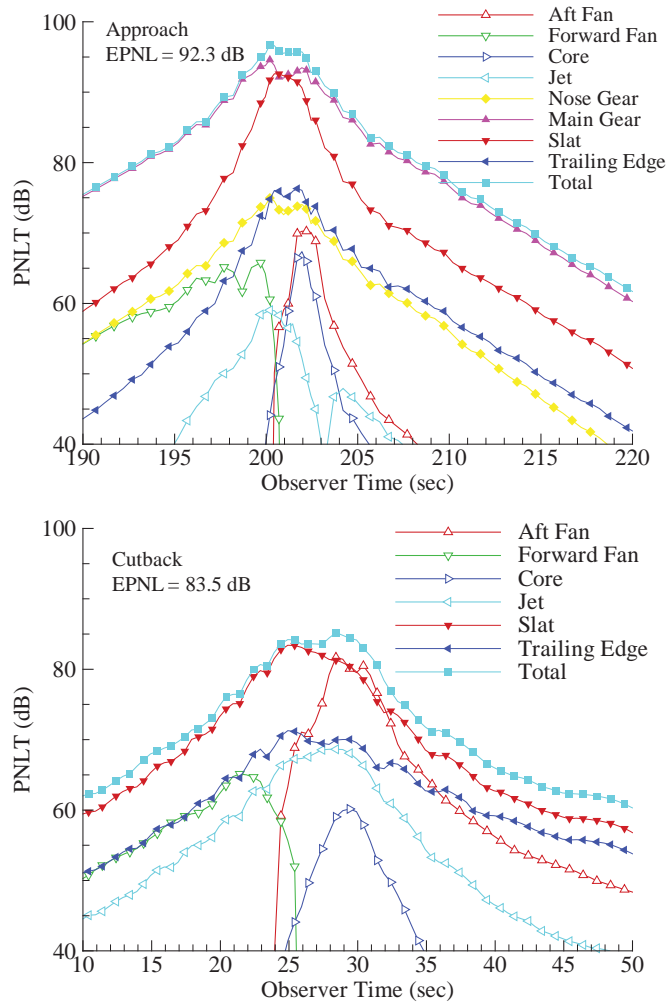 100
Approach
EPNL = 92.3 dB
Aft Fan
Forward Fan
Core
Jet
Nose Gear
Main Gear
Slat
Trailing Edge
Total
80
60
40
PNLT (dB)
190 195 200 205 210 215 220
Observer Time (sec)
100
Cutback
EPNL = 83.5 dB
Aft Fan
Forward Fan
Core
Jet
Slat
Trailing Edge
Total
80
60
40
PNLT (dB)
10 15 20 25 30 35 40 45 50
Observer Time (sec)